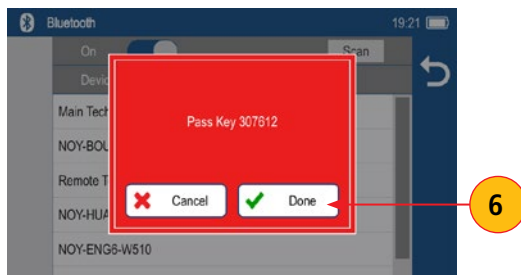 Bluetooth 19:21
On Scan
Pass Key 307612
Main Tech
NOY-BOU
Remote T
Cancel Done
6
NOY-HUA
NOY-ENG6-W510